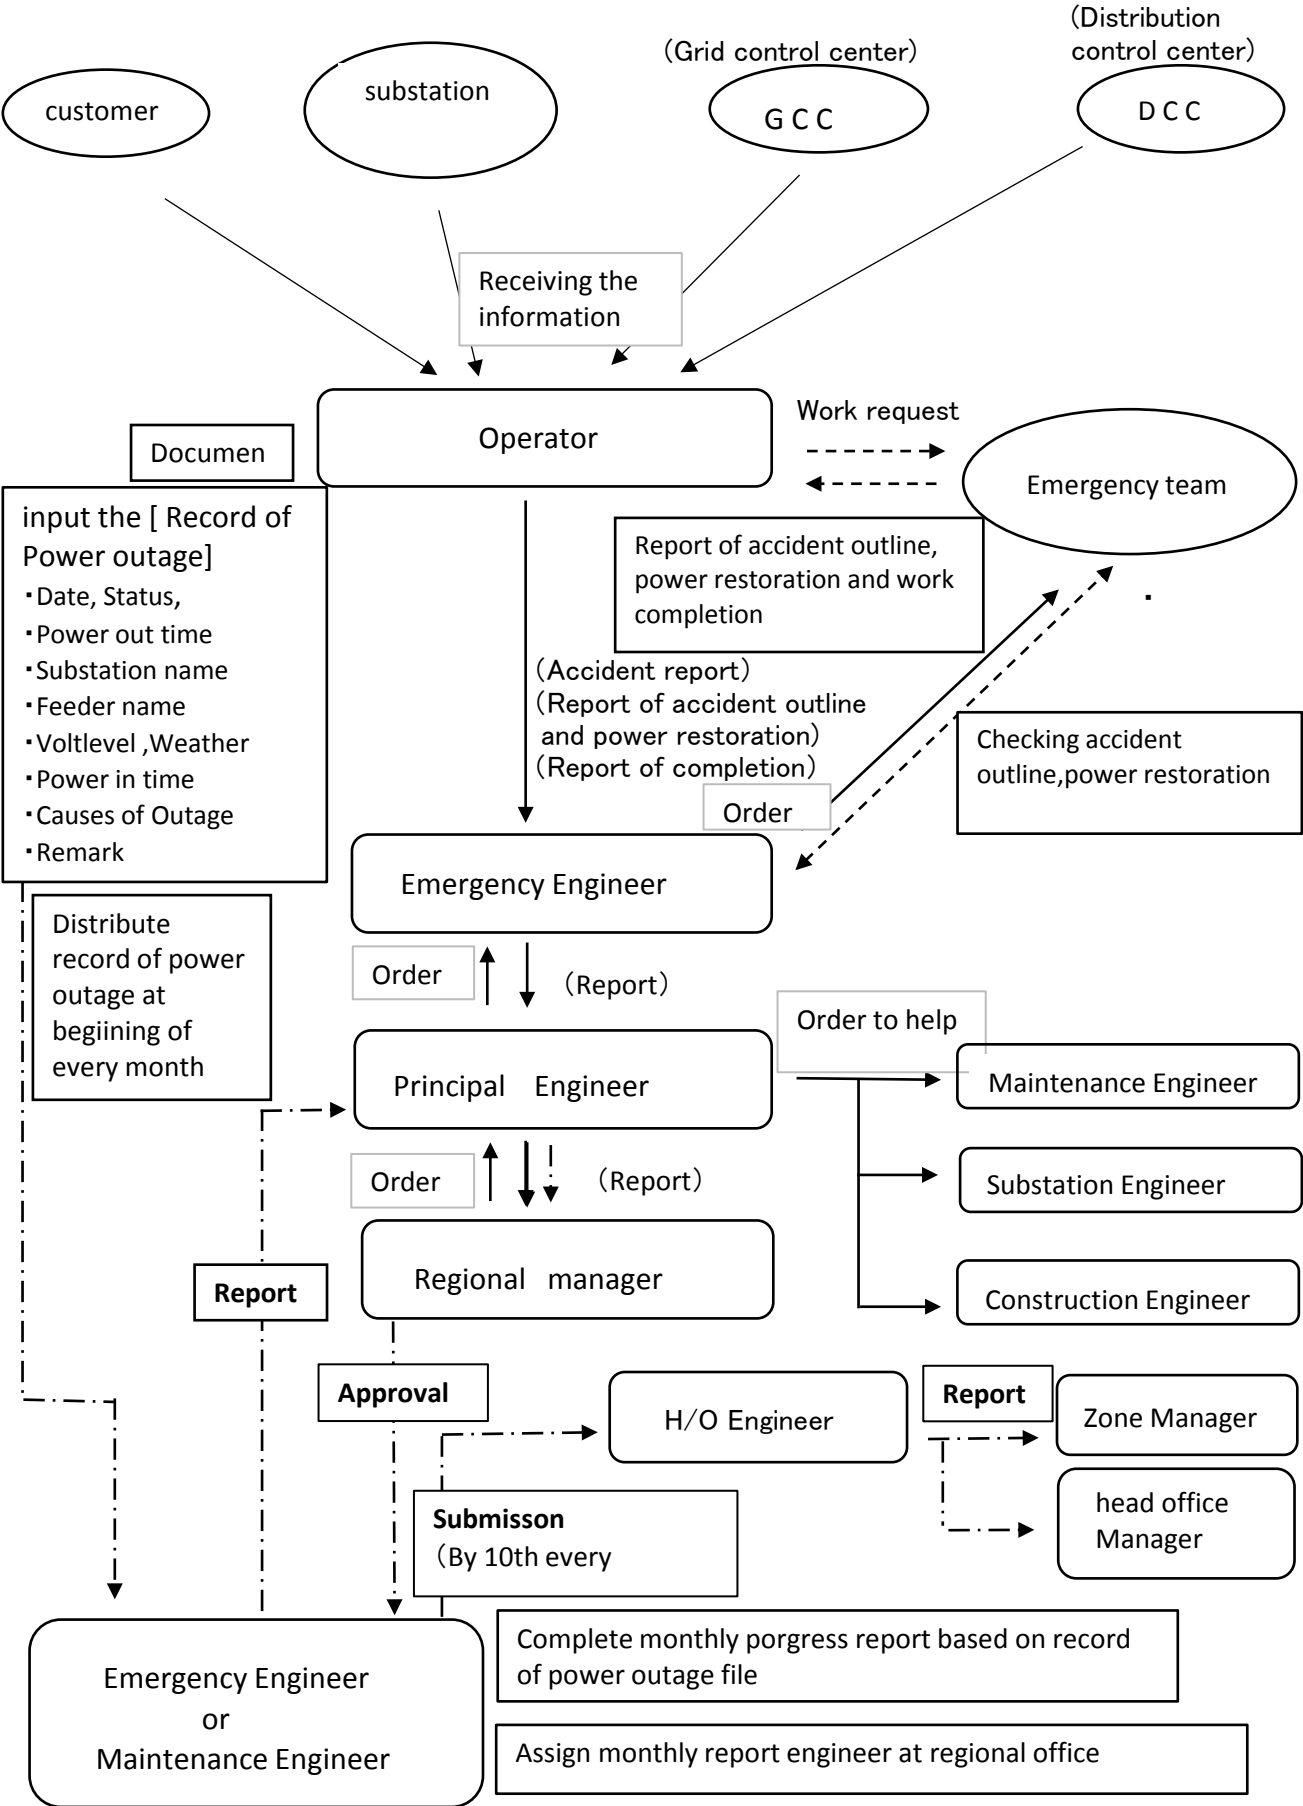 （Distribution
control center）
（Grid control center）
customer
substation
G C C
D C C
Receiving the
information
Operator
Work request
Documen
Emergency team
input the [ Record of
Power outage]
・Date, Status,
・Power out time
・Substation name
・Feeder name
・Voltlevel ,Weather
・Power in time
・Causes of Outage
・Remark
Report of accident outline,
power restoration and work
completion
.
（Accident report）
（Report of accident outline
and power restoration）
（Report of completion）
Checking accident
outline,power restoration
Order
Emergency Engineer
Distribute
record of power
outage at
begiining of
every month
Order
（Report）
Order to help
Principal Engineer
Maintenance Engineer
Order
（Report）
Substation Engineer
Regional manager
Report
Construction Engineer
Approval
H/O Engineer
Report
Zone Manager
head office
Manager
Submisson
（By 10th every
Complete monthly porgress report based on record
of power outage file
Emergency Engineer
or
Maintenance Engineer
Assign monthly report engineer at regional office